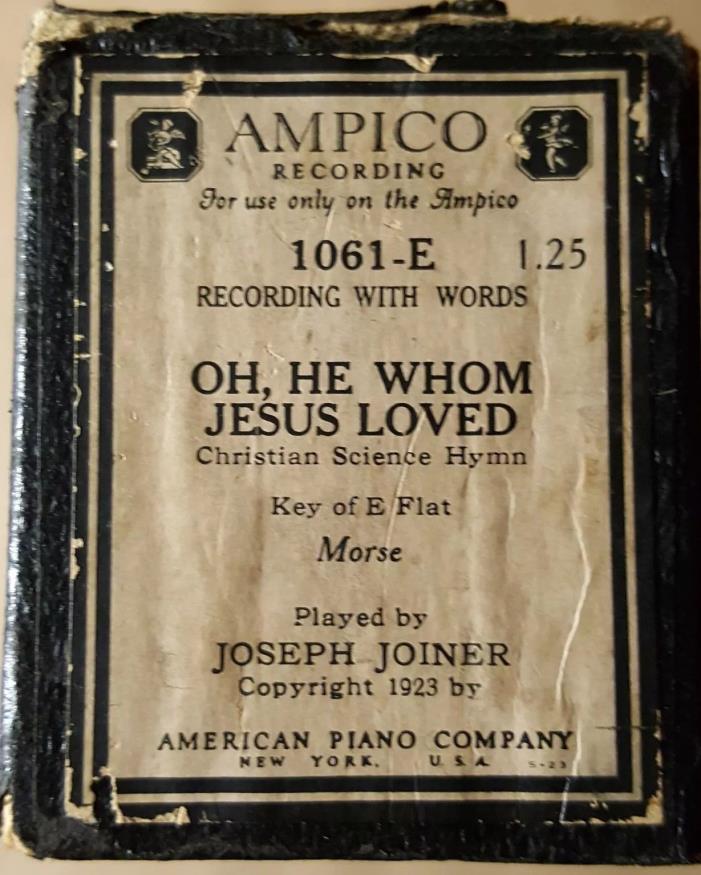 AMPICO
RECORDING
For use only on the Ampico
1061-E 1.25
RECORDING WITH WORDS
OH, HE WHOM
JESUS LOVED
Christian Science Hymn
Key of E Flat
Morse
Played by
JOSEPH JOINER
Copyright 1923 by
AMERICAN PIANO COMPANY
NEW YORK. U. S. A. 5-23